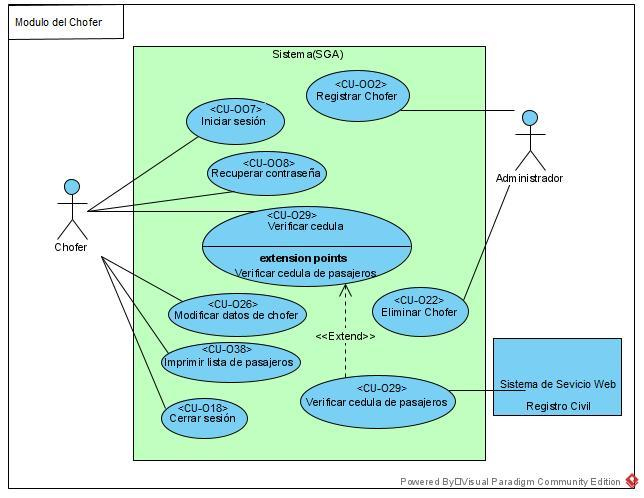 Modulo del Chofer
Sistema(SGA)
<CU-OO2>
Registrar Chofer
<CU-OO7>
Iniciar sesión
<CU-OO8>
Recuperar contraseña
Administrador
<CU-O29>
Verificar cedula
extension points
Verificar cedula de pasajeros
Chofer
<CU-O26>
Modificar datos de chofer
<CU-O22>
Eliminar Chofer
<<Extend>>
<CU-O38>
Imprimir lista de pasajeros
<CU-O29>
Verificar cedula de pasajeros
Sistema de Sevicio Web
Registro Civil
<CU-O18>
Cerrar sesión
Powered By Visual Paradigm Community Edition